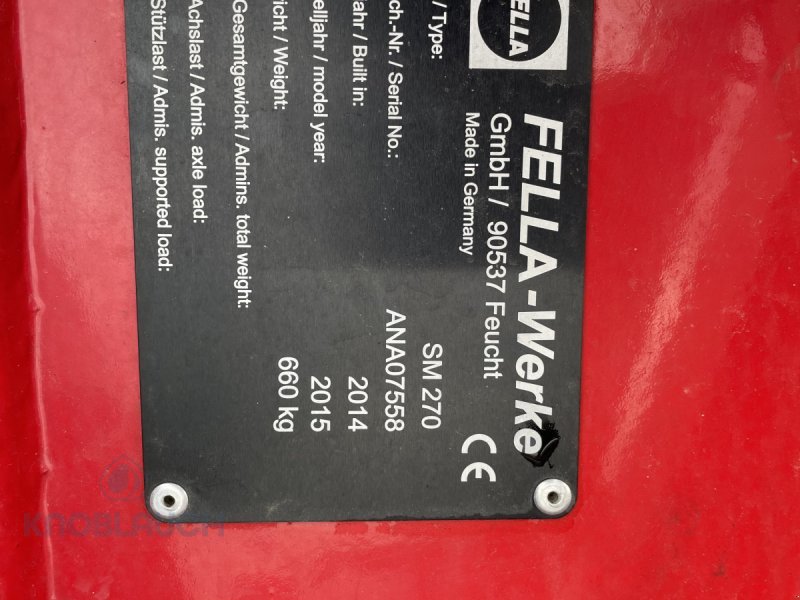 FELLA
FELLA-Werke
GmbH / 90537 Feucht
Made in Germany
/ Type: SM 270
ch.-Nr. / Serial No.: ANA07558
ahr / Built in: 2014
elljahr / model year: 2015
icht / Weight: 660 kg
Gesamtgewicht / Admins. total weight:
Achslast / Admis. axle load:
Stützlast / Admis. supported load:
CE
KNOBLAUCH